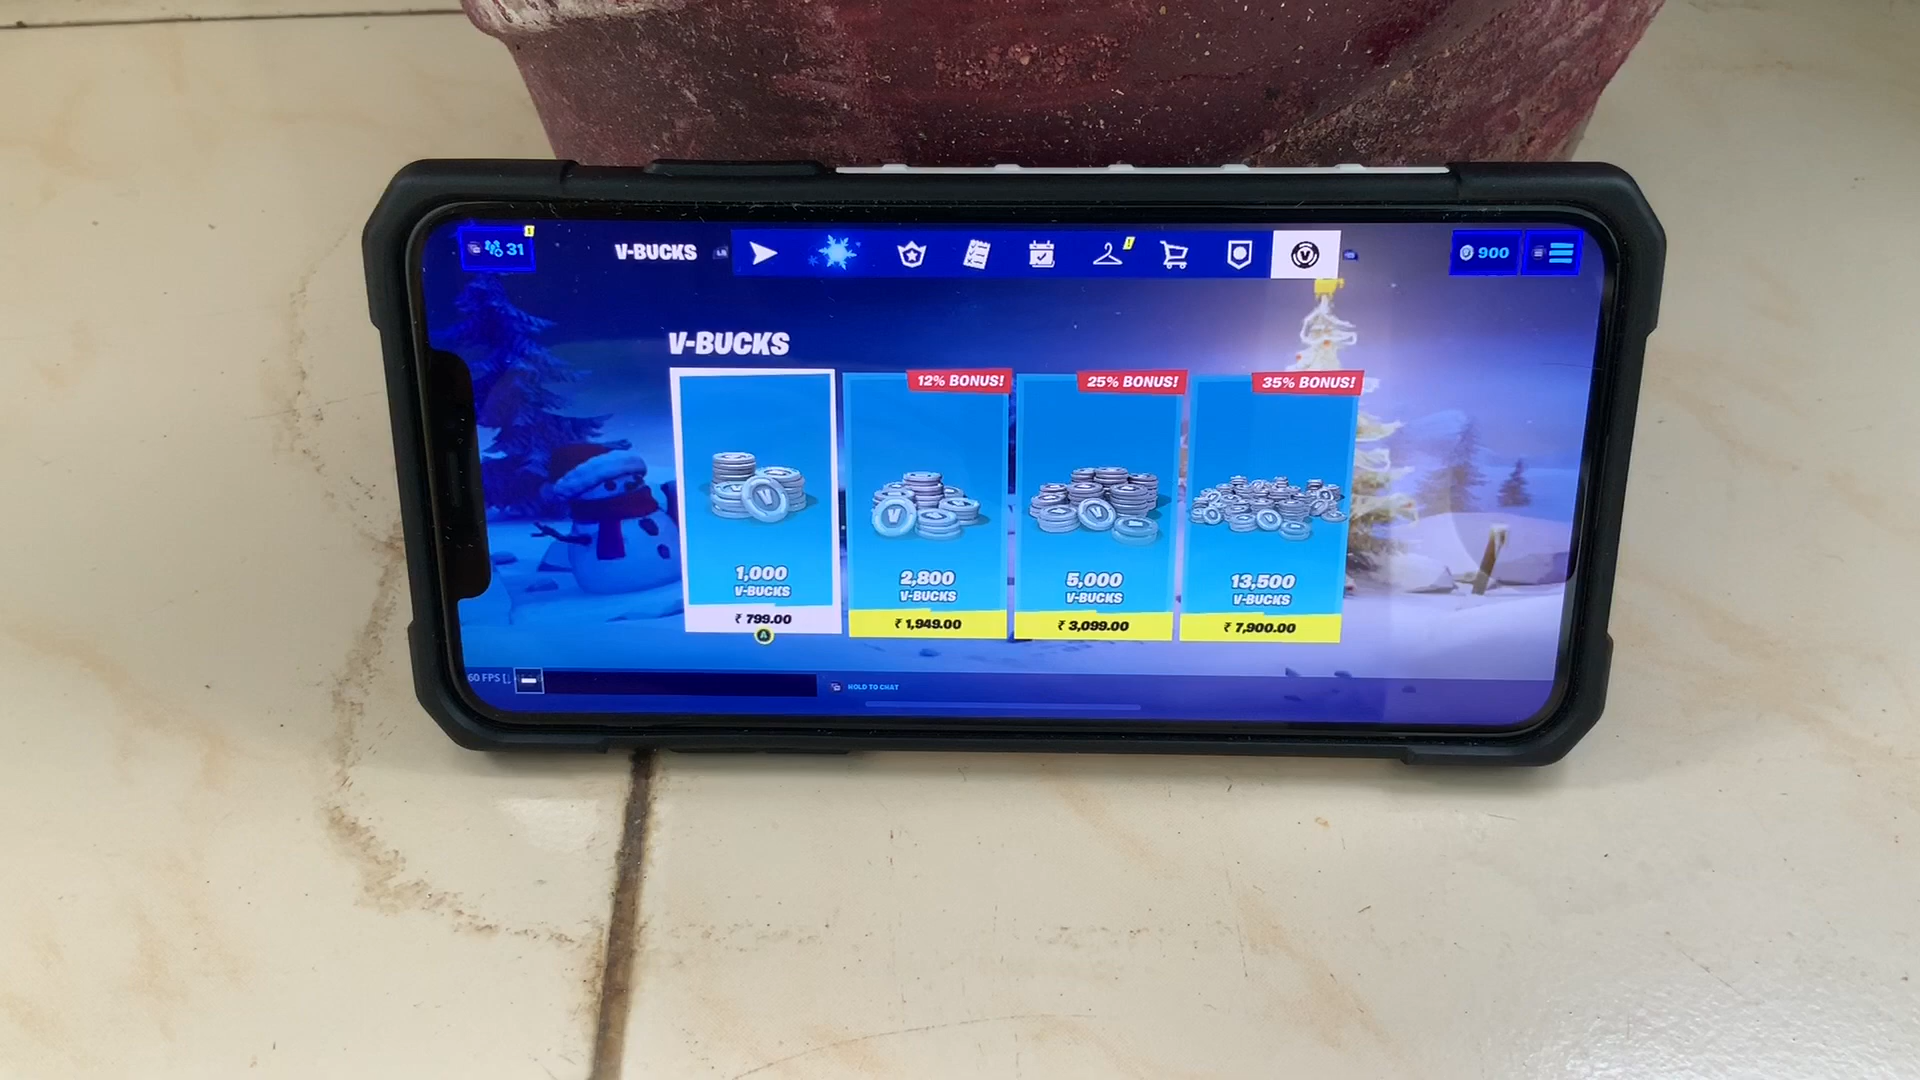 31
V-BUCKS
900
V-BUCKS
12% BONUS!
25% BONUS!
35% BONUS!
1,000
V-BUCKS
₹ 799.00
A
2,800
V-BUCKS
₹ 1,949.00
5,000
V-BUCKS
₹ 3,099.00
13,500
V-BUCKS
₹ 7,900.00
60 FPS
HOLD TO CHAT